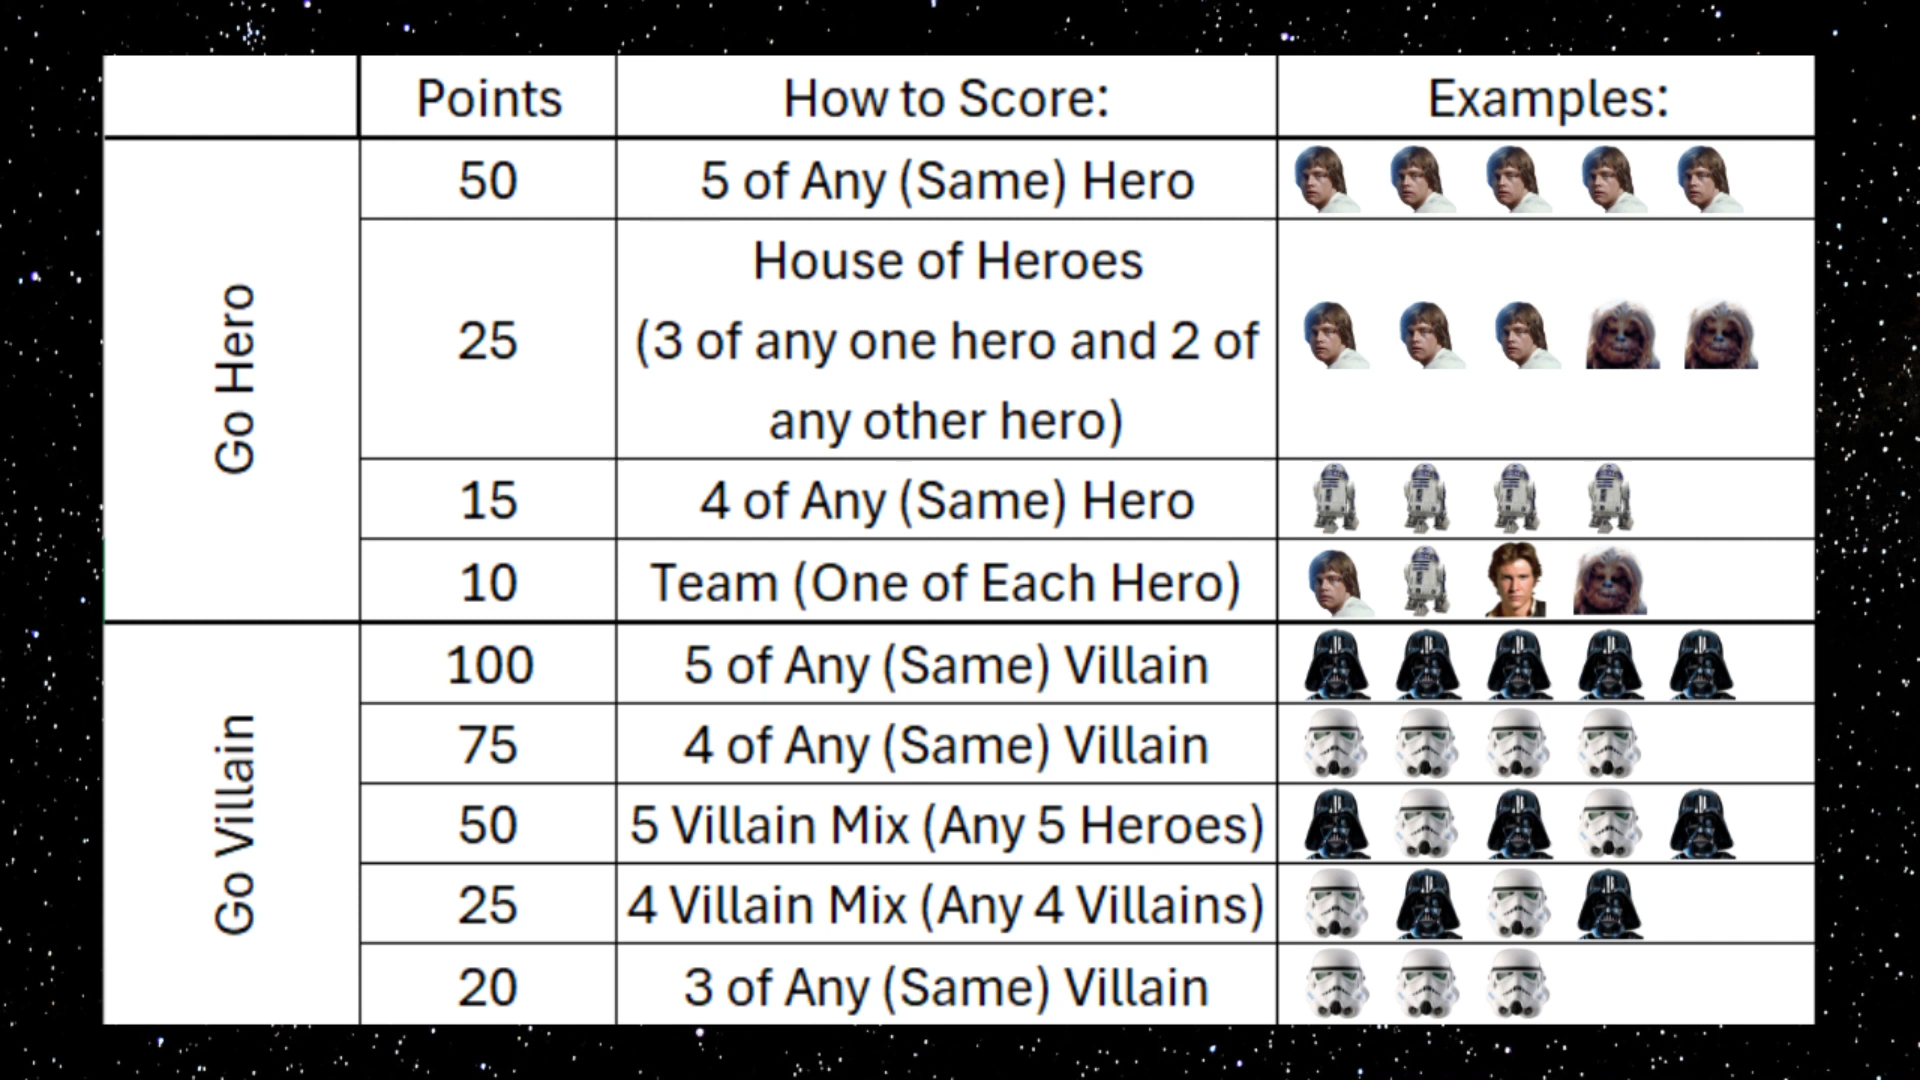 Points How to Score: Examples:
Go Hero
50 5 of Any (Same) Hero
25 House of Heroes
(3 of any one hero and 2 of
any other hero)
15 4 of Any (Same) Hero
10 Team (One of Each Hero)
Go Villain
100 5 of Any (Same) Villain
75 4 of Any (Same) Villain
50 5 Villain Mix (Any 5 Heroes)
25 4 Villain Mix (Any 4 Villains)
20 3 of Any (Same) Villain